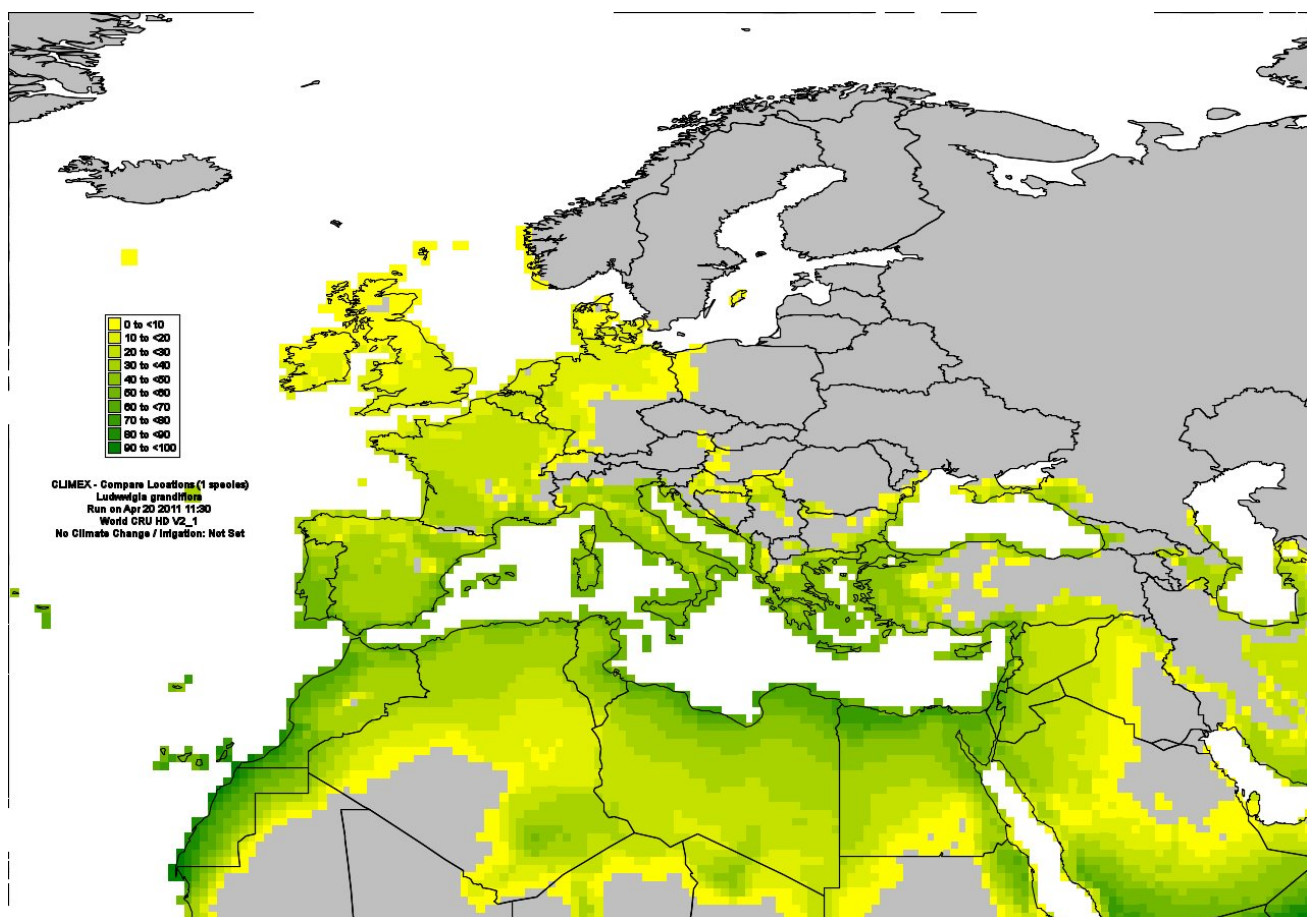 0 to <10
10 to <20
20 to <30
30 to <40
40 to <50
50 to <60
60 to <70
70 to <80
80 to <90
90 to <100
CLIMEX - Compare Locations (1 species)
Ludwigia grandiflora
Run on Apr 20 2011 11:30
World CRU HD V2_1
No Climate Change / Irrigation: Not Set